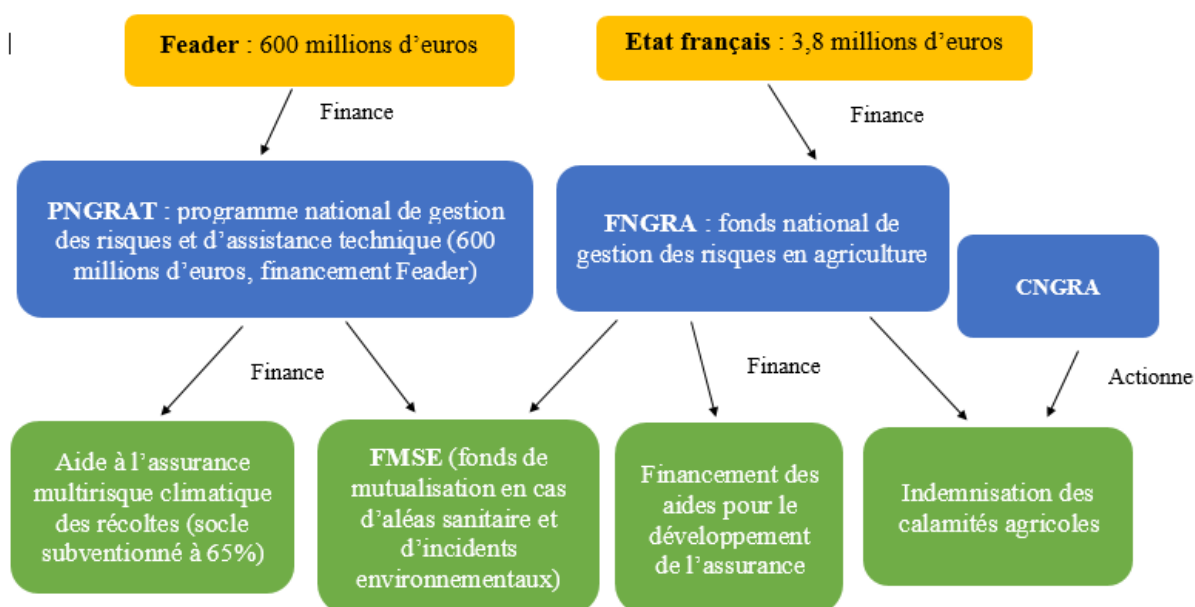 Feader : 600 millions d’euros
Etat français : 3,8 millions d’euros
Finance
Finance
PNGRAT : programme national de gestion
des risques et d’assistance technique (600
millions d’euros, financement Feader)
FNGRA : fonds national de
gestion des risques en agriculture
CNGRA
Finance
Finance
Actionne
Aide à l’assurance
multirisque climatique
des récoltes (socle
subventionné à 65%)
FMSE (fonds de
mutualisation en cas
d’aléas sanitaire et
d’incidents
environnementaux)
Financement des
aides pour le
développement
de l’assurance
Indemnisation des
calamités agricoles